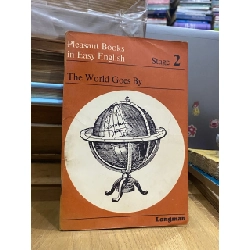 Pleasant Books
in Easy English
Stage 2
The World Goes By
Longman